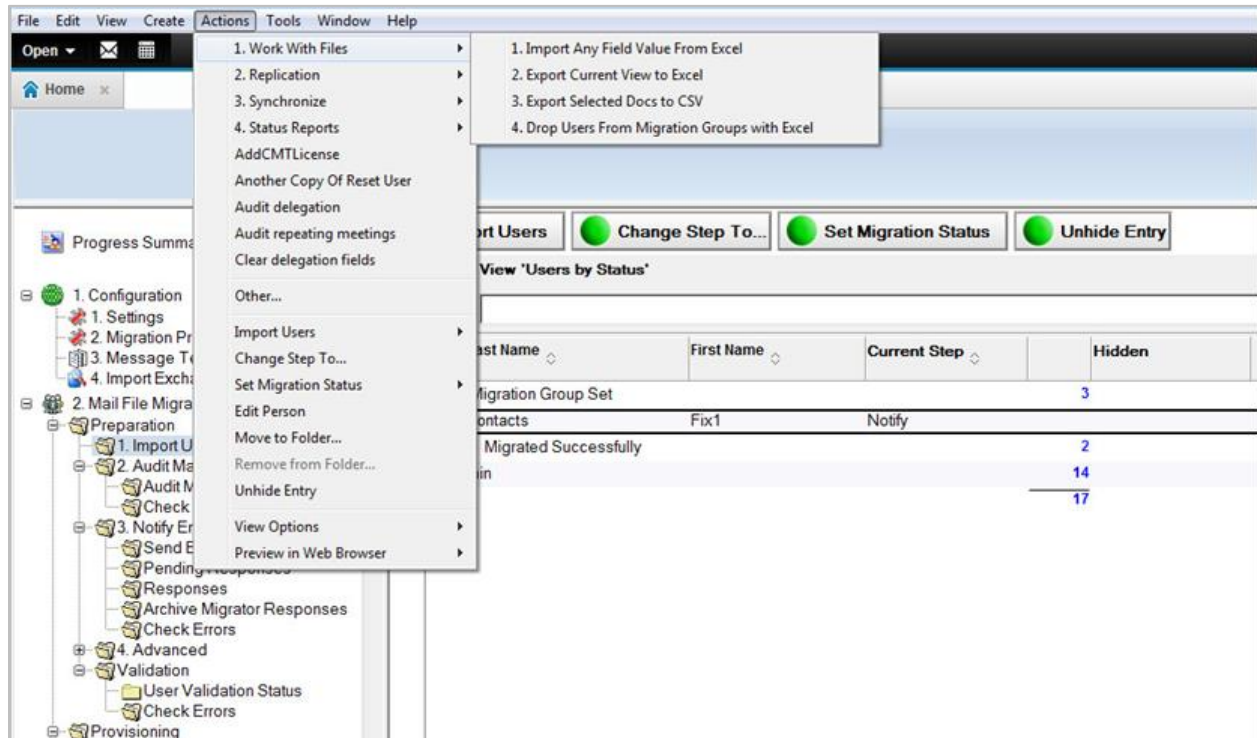 File Edit View Create Actions Tools Window Help
Open
Home
1. Work With Files
2. Replication
3. Synchronize
4. Status Reports
AddCMTLicense
Another Copy Of Reset User
Audit delegation
Audit repeating meetings
Clear delegation fields
Other...
Import Users
Change Step To...
Set Migration Status
Edit Person
Move to Folder...
Remove from Folder...
Unhide Entry
View Options
Preview in Web Browser
1. Import Any Field Value From Excel
2. Export Current View to Excel
3. Export Selected Docs to CSV
4. Drop Users From Migration Groups with Excel
Progress Summa
1. Configuration
1. Settings
2. Migration Pr
3. Message Te
4. Import Excha
2. Mail File Migra
Preparation
1. Import U
2. Audit Ma
Audit M
Check
3. Notify En
Send E
Pending Responses
Responses
Archive Migrator Responses
Check Errors
4. Advanced
Validation
User Validation Status
Check Errors
Provisioning
ort Users Change Step To... Set Migration Status Unhide Entry
View 'Users by Status'
ast Name First Name Current Step Hidden
Migration Group Set 3
ontacts Fix1 Notify
Migrated Successfully 2
in 14
17